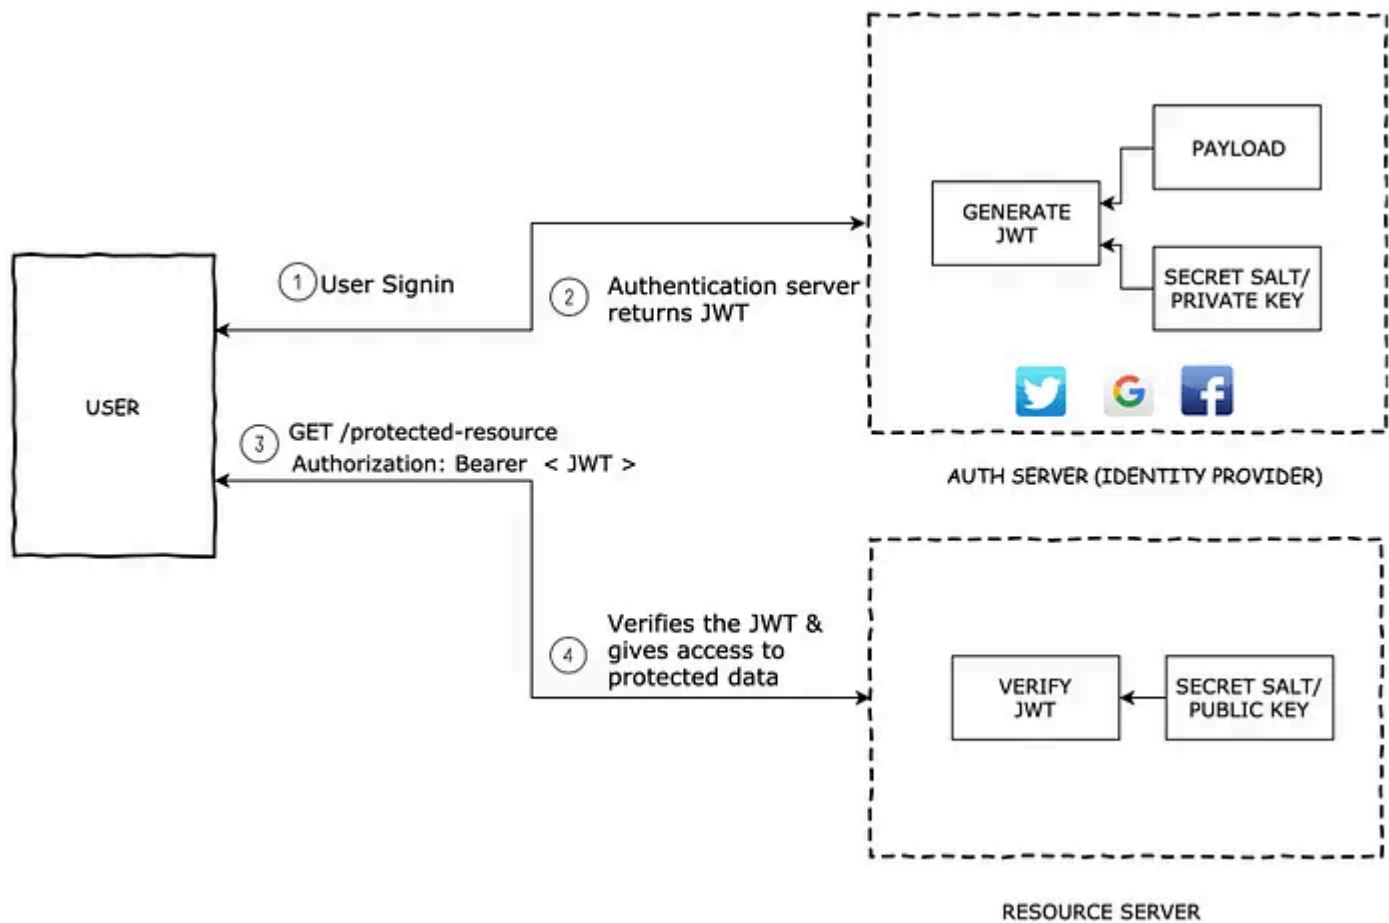 PAYLOAD
GENERATE
JWT
SECRET SALT/
PRIVATE KEY
1
User Signin
2
Authentication server
returns JWT
USER
3
GET /protected-resource
Authorization: Bearer < JWT >
AUTH SERVER (IDENTITY PROVIDER)
4
Verifies the JWT &
gives access to
protected data
VERIFY
JWT
SECRET SALT/
PUBLIC KEY
RESOURCE SERVER